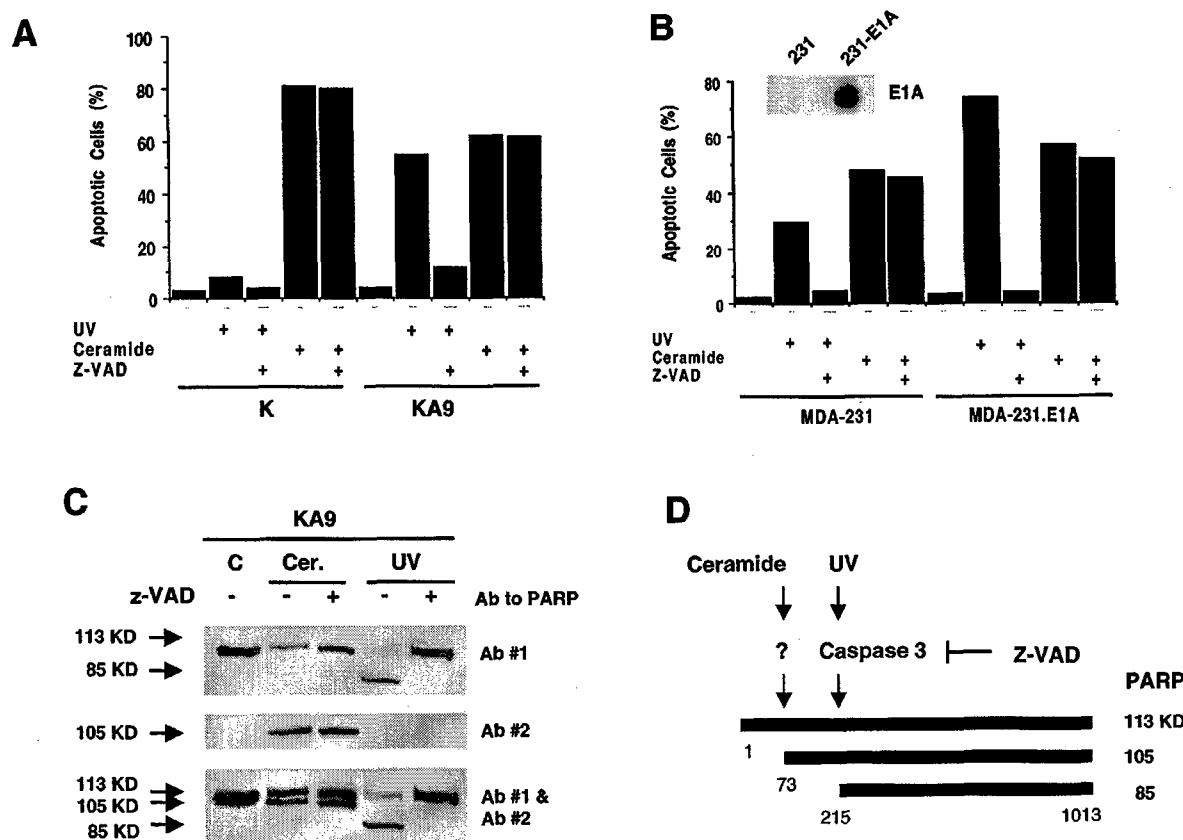 A
100
80
60
40
20
0
Apoptotic Cells (%)
UV + + + +
Ceramide + + + +
Z-VAD + + + +
K KA9
B
231 231-E1A
E1A
80
60
40
20
0
Apoptotic Cells (%)
UV + + + +
Ceramide + + + +
Z-VAD + + + +
MDA-231 MDA-231.E1A
C
KA9
C Cer. UV
z-VAD - - + - + Ab to PARP
113 KD
85 KD
Ab #1
105 KD Ab #2
113 KD
105 KD
85 KD
Ab #1 &
Ab #2
D
Ceramide UV
? Caspase 3 Z-VAD
PARP
113 KD
1
105
73
85
215 1013